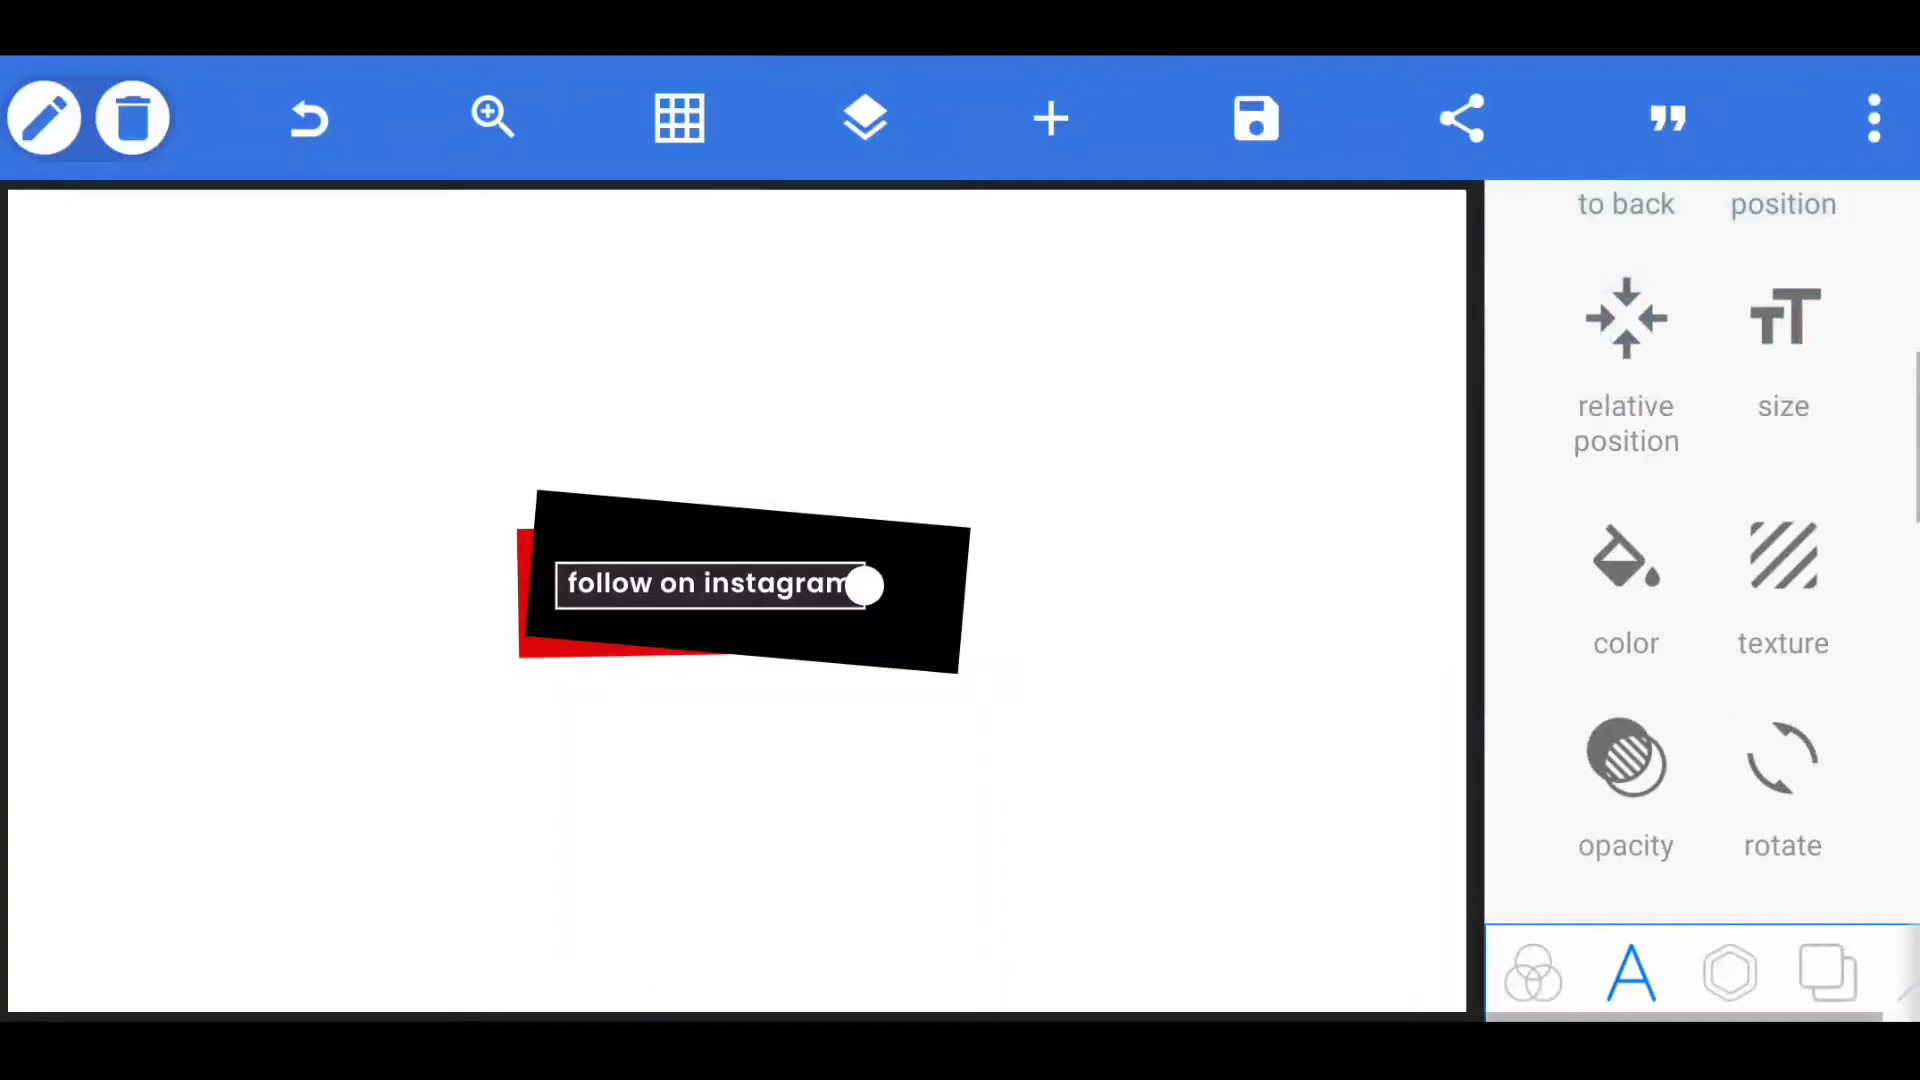 to back
position
relative
position
size
color
texture
opacity
rotate
follow on instagram